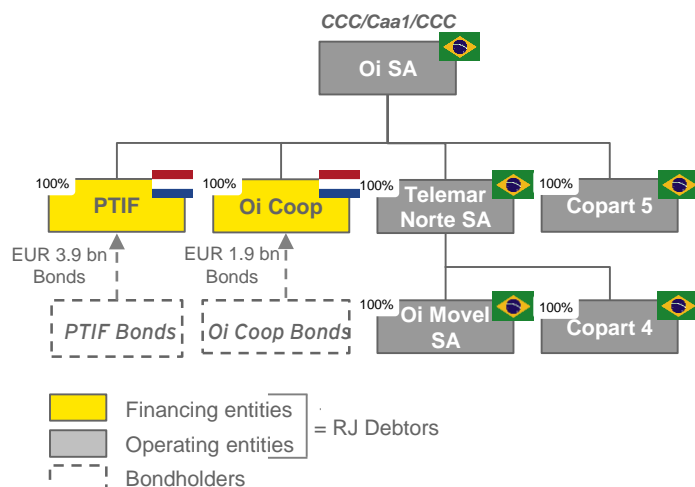 CCC/Caa1/CCC
Oi SA
100%
PTIF
100%
Oi Coop
100%
Telemar
Norte SA
100%
Copart 5
EUR 3.9 bn
Bonds
EUR 1.9 bn
Bonds
PTIF Bonds
Oi Coop Bonds
100%
Oi Movel
SA
100%
Copart 4
Financing entities
Operating entities
= RJ Debtors
Bondholders